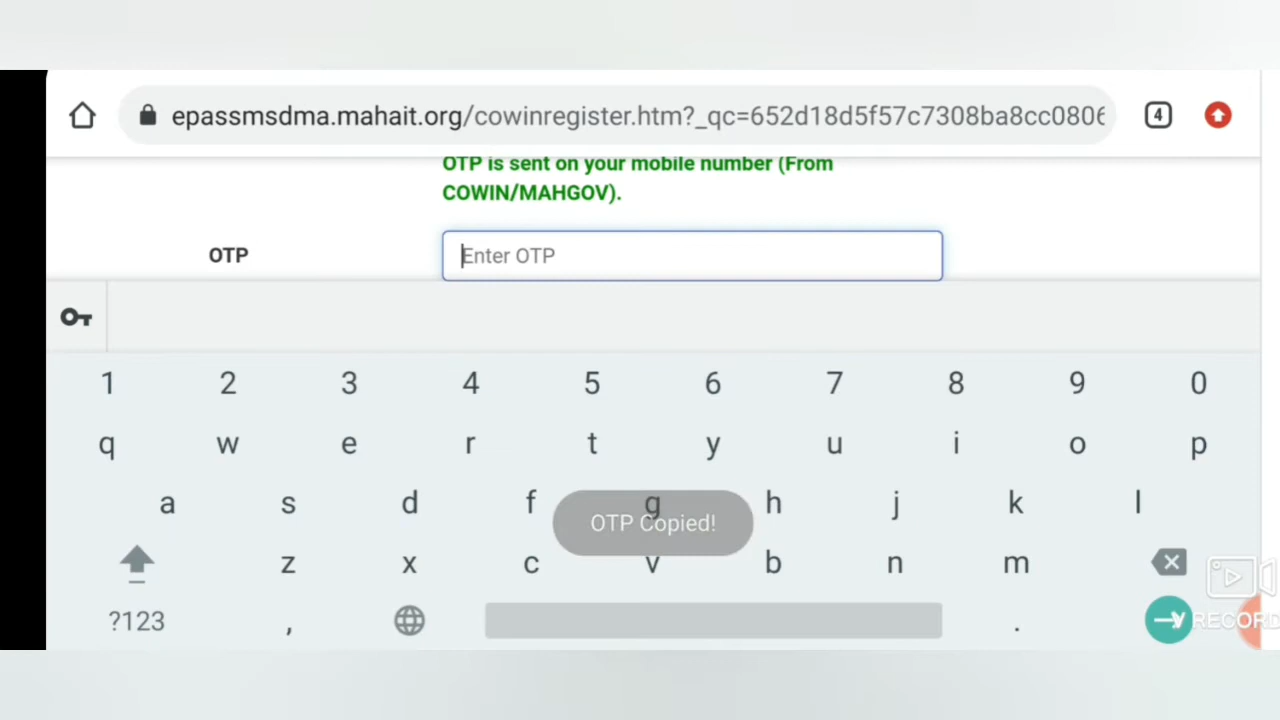 epassmsdma.mahait.org/cowinregister.htm?_qc=652d18d5f57c7308ba8cc0806
4
OTP is sent on your mobile number (From
COWIN/MAHGOV).
OTP
Enter OTP
1 2 3 4 5 6 7 8 9 0
q w e r t y u i o p
a s d f g h j k l
OTP Copied!
z x c v b n m
?123 , .
V RECORD